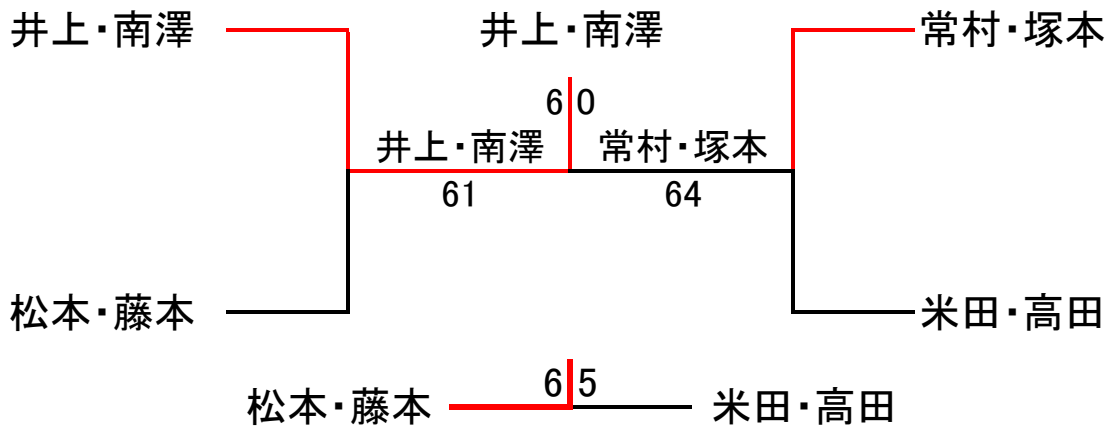 井上・南澤 井上・南澤 常村・塚本
6 0
井上・南澤 常村・塚本
61 64
松本・藤本 米田・高田
6 5
松本・藤本 米田・高田